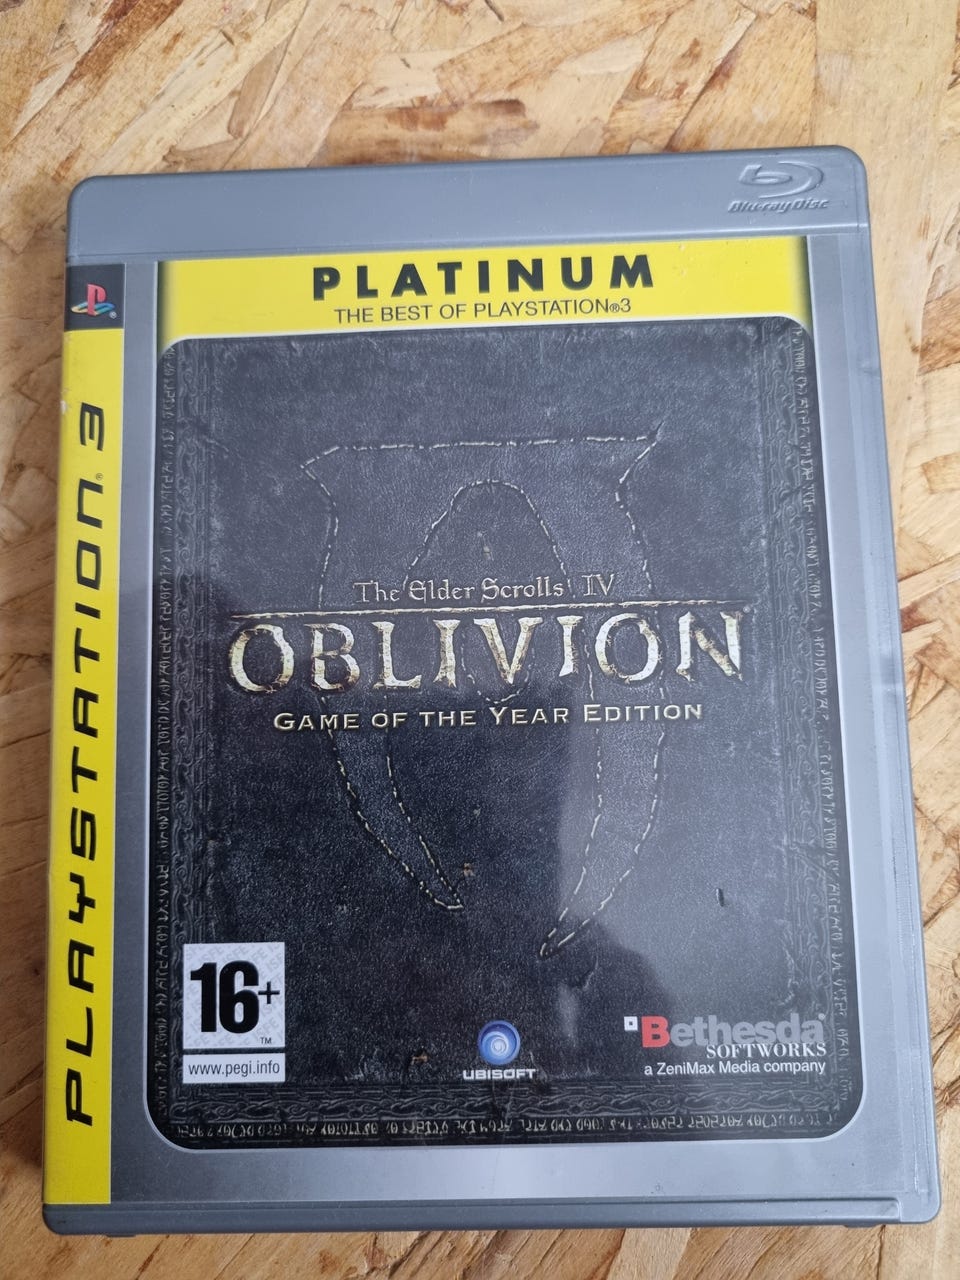 Blu-ray Disc
PLATINUM
THE BEST OF PLAYSTATION®3
PLAYSTATION®3
The Elder Scrolls IV
OBLIVION®
GAME OF THE YEAR EDITION
16+
TM
www.pegi.info
UBISOFT
Bethesda®
SOFTWORKS
a ZeniMax Media company